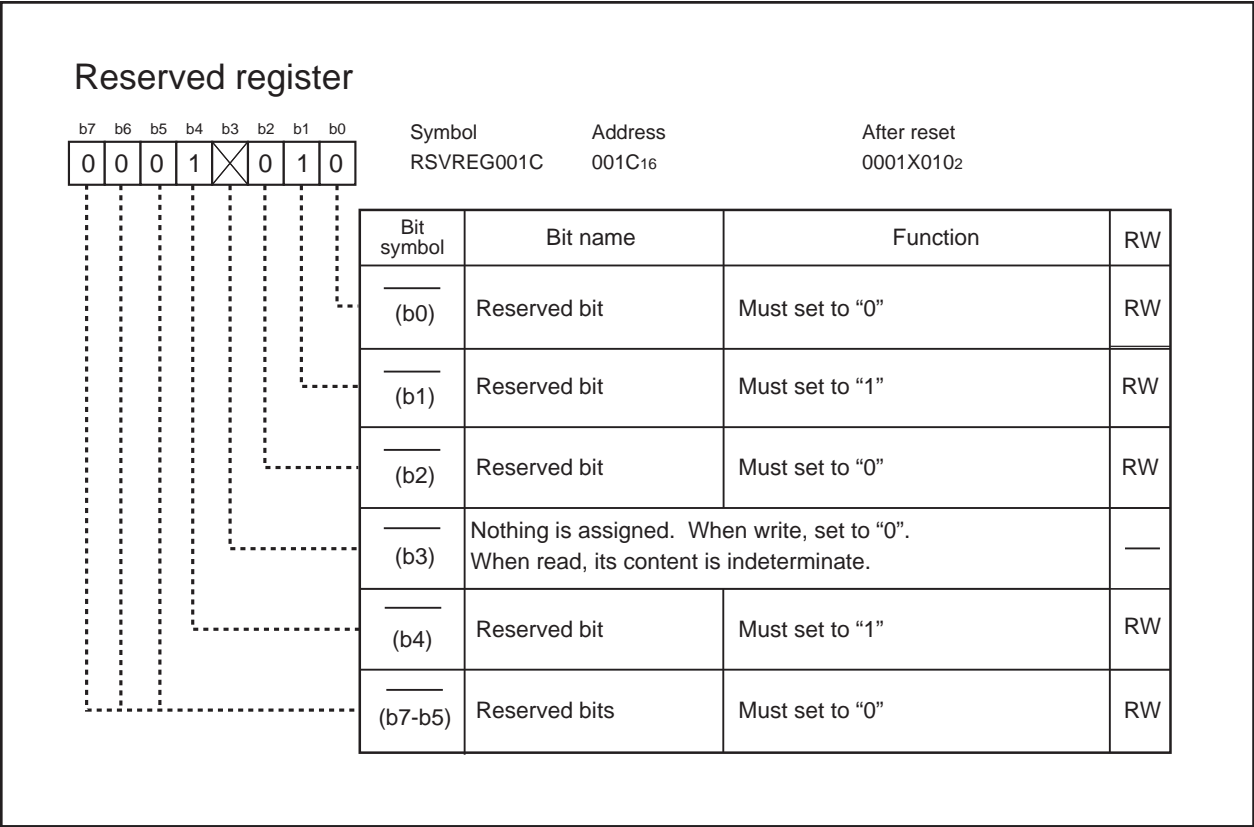 Reserved register
b7 b6 b5 b4 b3 b2 b1 b0
0 0 0 1 0 1 0
Symbol Address After reset
RSVREG001C 001C16 0001X0102
Bit symbol Bit name Function RW
(b0) Reserved bit Must set to “0” RW
(b1) Reserved bit Must set to “1” RW
(b2) Reserved bit Must set to “0” RW
(b3) Nothing is assigned. When write, set to “0”.
When read, its content is indeterminate. —
(b4) Reserved bit Must set to “1” RW
(b7-b5) Reserved bits Must set to “0” RW